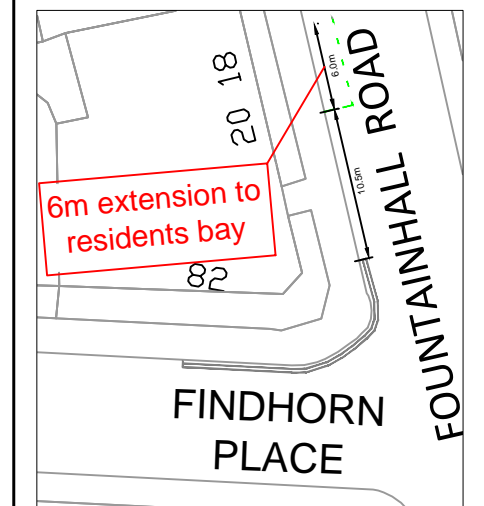 18
20
6.0m
10.5m
FOUNTAINHALL ROAD
6m extension to
residents bay
82
FINDHORN
PLACE